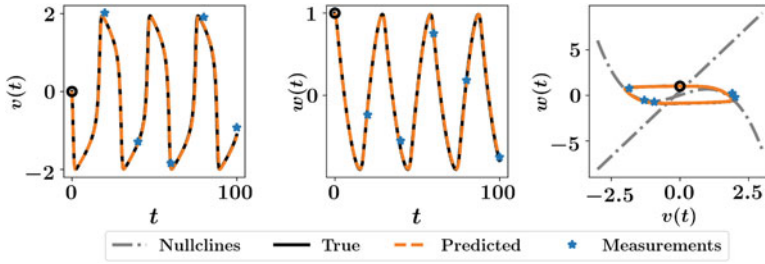 v(t)
2
0
−2
0
100
t
w(t)
1
0
0
100
t
w(t)
5
0
−5
−2.5
0.0
2.5
v(t)
Nullclines
True
Predicted
Measurements